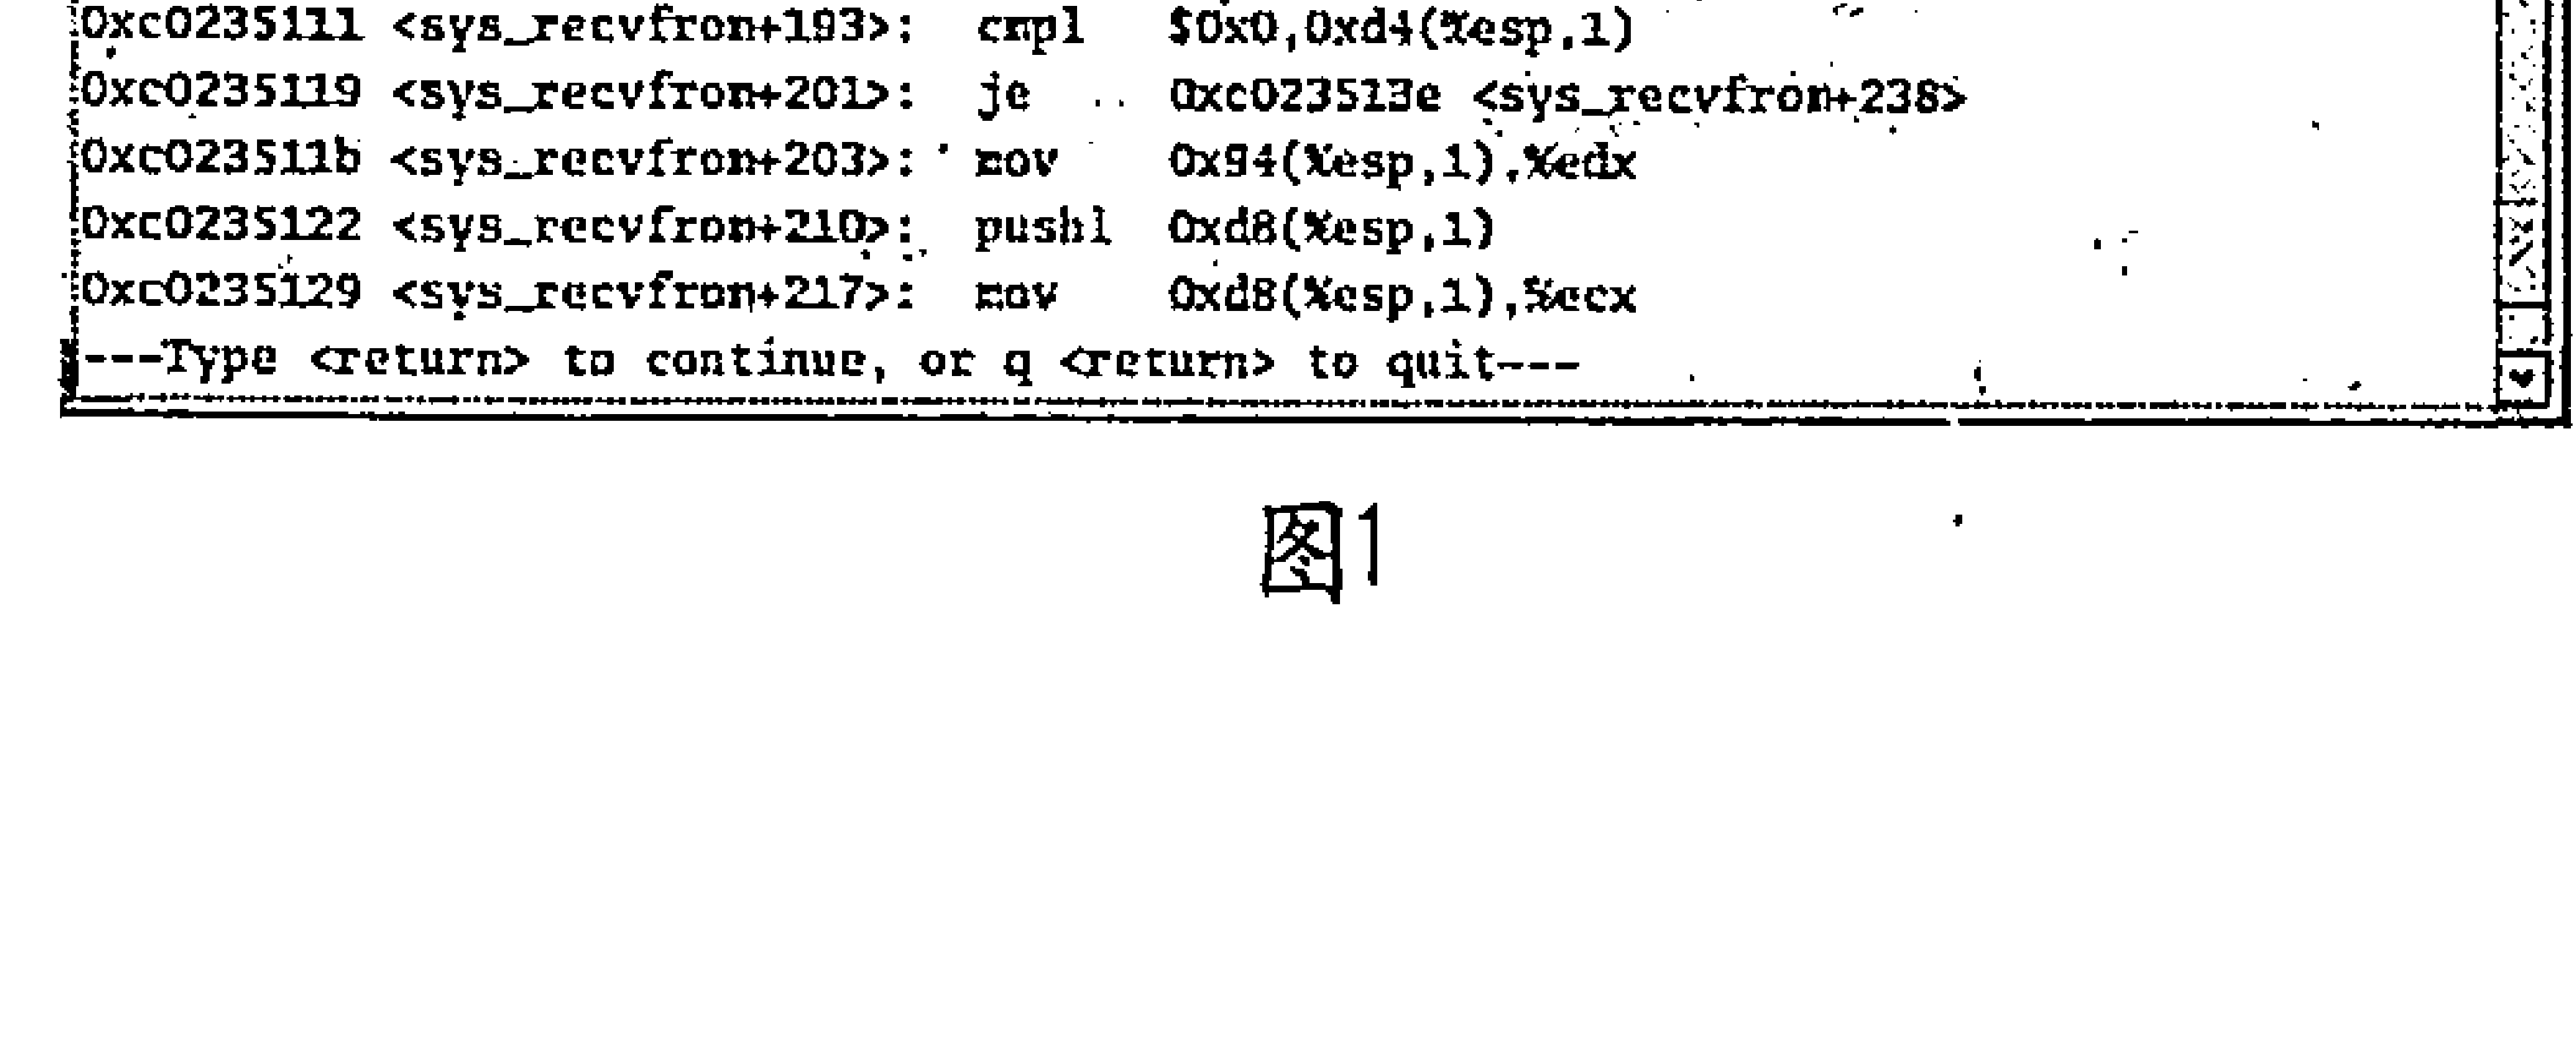 0xc0235111 <sys_recvfrom+193>: cmpl $0x0,0xd4(%esp,1)
0xc0235119 <sys_recvfrom+201>: je 0xc023513e <sys_recvfrom+238>
0xc023511b <sys_recvfrom+203>: mov 0x94(%esp,1),%edx
0xc0235122 <sys_recvfrom+210>: pushl 0xd8(%esp,1)
0xc0235129 <sys_recvfrom+217>: mov 0xd8(%esp,1),%ecx
---Type <return> to continue, or q <return> to quit---
图1